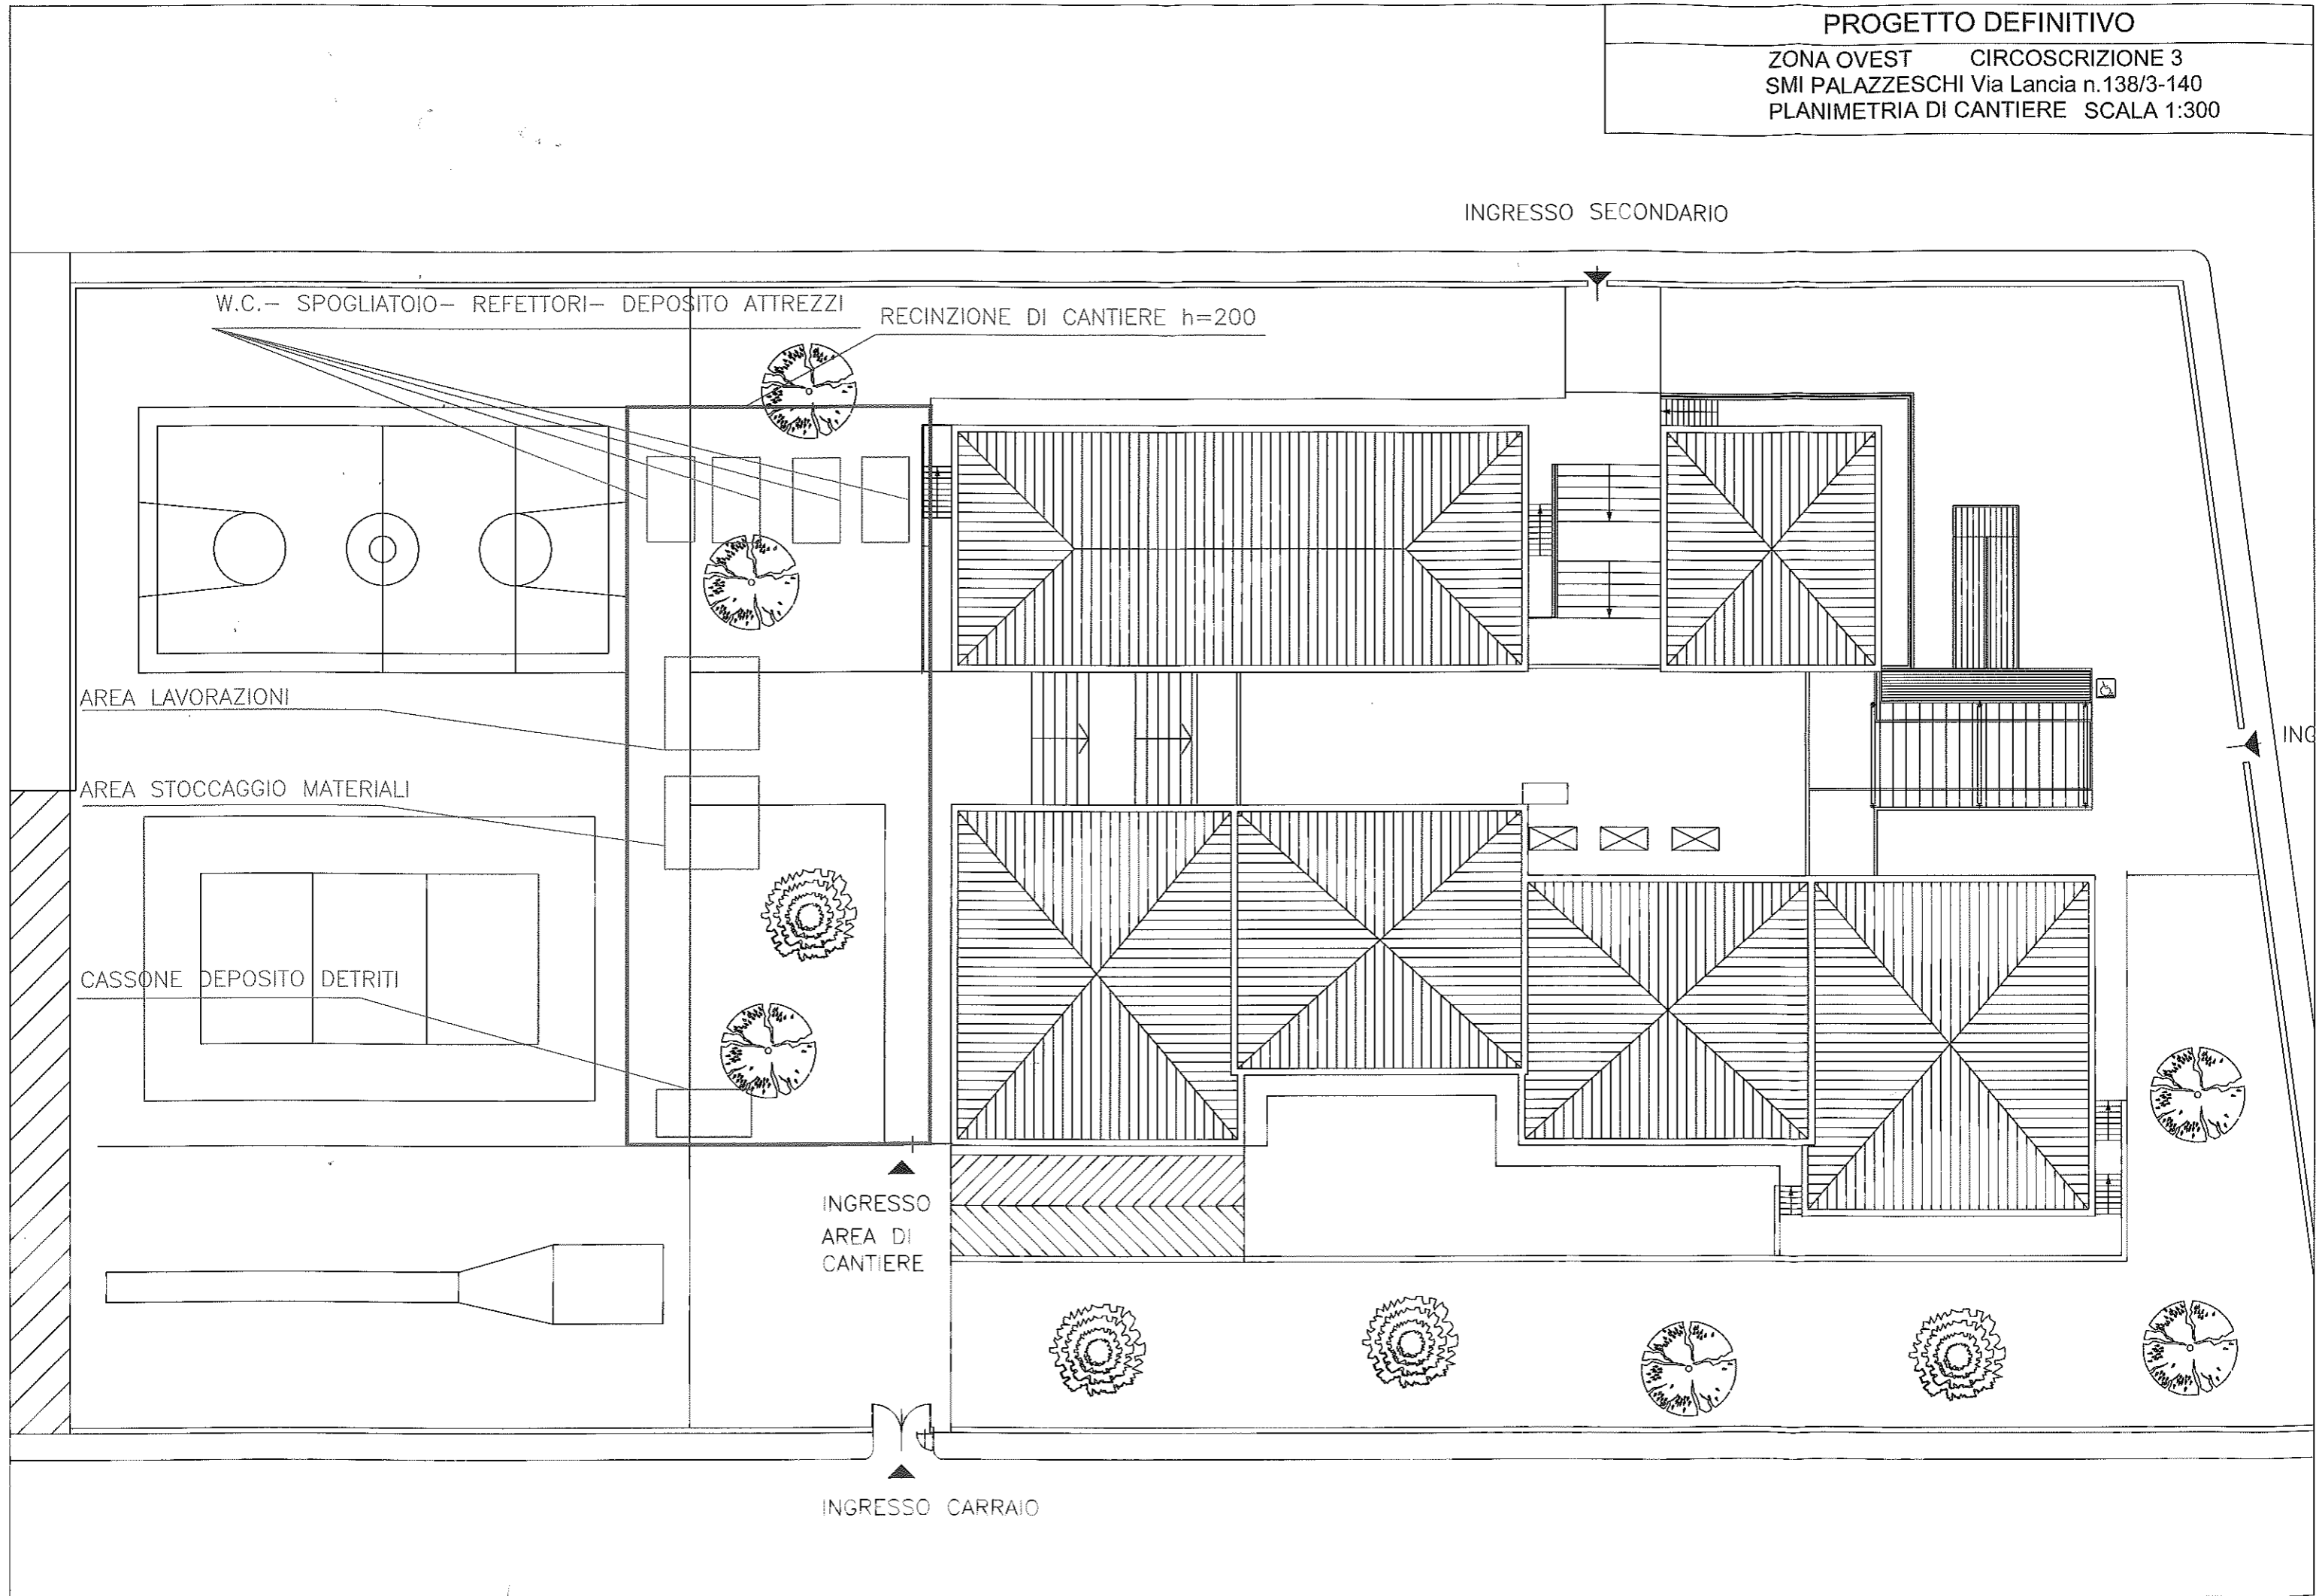 PROGETTO DEFINITIVO
ZONA OVEST CIRCOSCRIZIONE 3
SMI PALAZZESCHI Via Lancia n.138/3-140
PLANIMETRIA DI CANTIERE SCALA 1:300
INGRESSO SECONDARIO
W.C.- SPOGLIATOIO- REFETTORI- DEPOSITO ATTREZZI
RECINZIONE DI CANTIERE h=200
AREA LAVORAZIONI
ING
AREA STOCCAGGIO MATERIALI
CASSONE DEPOSITO DETRITI
INGRESSO
AREA DI
CANTIERE
INGRESSO CARRAIO